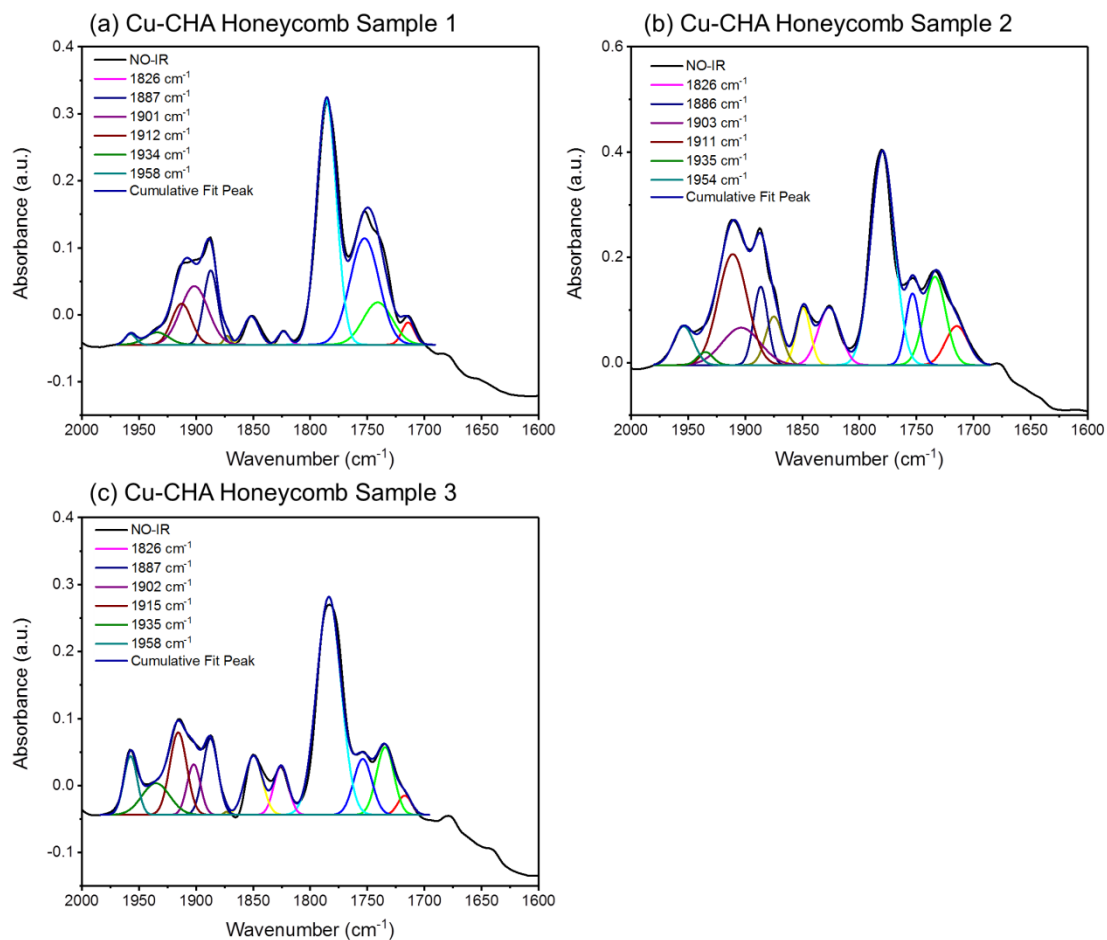 (a) Cu-CHA Honeycomb Sample 1
0.4
0.3
0.2
0.1
0.0
-0.1
Absorbance (a.u.)
NO-IR
1826 cm⁻¹
1887 cm⁻¹
1901 cm⁻¹
1912 cm⁻¹
1934 cm⁻¹
1958 cm⁻¹
Cumulative Fit Peak
2000 1950 1900 1850 1800 1750 1700 1650 1600
Wavenumber (cm⁻¹)
(b) Cu-CHA Honeycomb Sample 2
0.6
0.4
0.2
0.0
Absorbance (a.u.)
NO-IR
1826 cm⁻¹
1886 cm⁻¹
1903 cm⁻¹
1911 cm⁻¹
1935 cm⁻¹
1954 cm⁻¹
Cumulative Fit Peak
2000 1950 1900 1850 1800 1750 1700 1650 1600
Wavenumber (cm⁻¹)
(c) Cu-CHA Honeycomb Sample 3
0.4
0.3
0.2
0.1
0.0
-0.1
Absorbance (a.u.)
NO-IR
1826 cm⁻¹
1887 cm⁻¹
1902 cm⁻¹
1915 cm⁻¹
1935 cm⁻¹
1958 cm⁻¹
Cumulative Fit Peak
2000 1950 1900 1850 1800 1750 1700 1650 1600
Wavenumber (cm⁻¹)